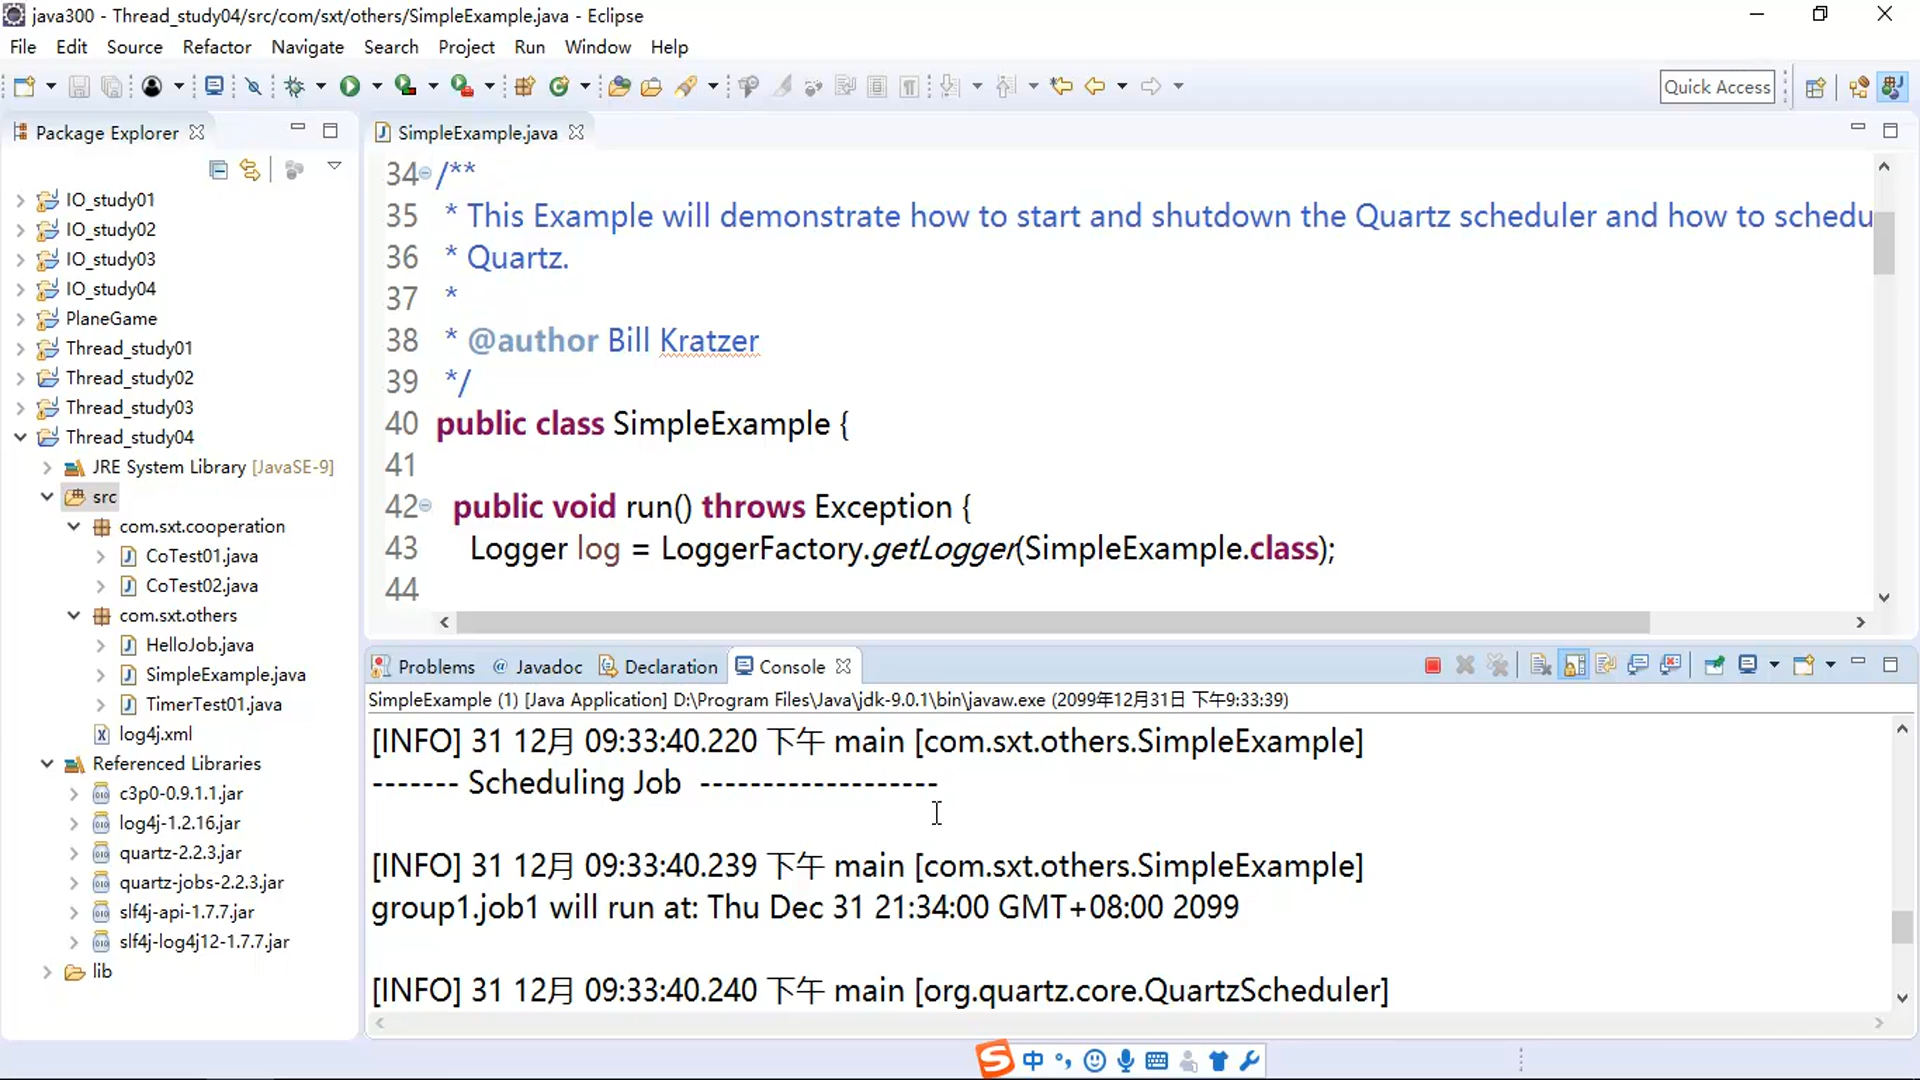 java300 - Thread_study04/src/com/sxt/others/SimpleExample.java - Eclipse
File Edit Source Refactor Navigate Search Project Run Window Help
Quick Access
Package Explorer
IO_study01
IO_study02
IO_study03
IO_study04
PlaneGame
Thread_study01
Thread_study02
Thread_study03
Thread_study04
JRE System Library [JavaSE-9]
src
com.sxt.cooperation
CoTest01.java
CoTest02.java
com.sxt.others
HelloJob.java
SimpleExample.java
TimerTest01.java
log4j.xml
Referenced Libraries
c3p0-0.9.1.1.jar
log4j-1.2.16.jar
quartz-2.2.3.jar
quartz-jobs-2.2.3.jar
slf4j-api-1.7.7.jar
slf4j-log4j12-1.7.7.jar
lib
SimpleExample.java
34 /**
35 * This Example will demonstrate how to start and shutdown the Quartz scheduler and how to schedu
36 * Quartz.
37 *
38 * @author Bill Kratzer
39 */
40 public class SimpleExample {
41
42 public void run() throws Exception {
43 Logger log = LoggerFactory.getLogger(SimpleExample.class);
44
Problems @ Javadoc Declaration Console
SimpleExample (1) [Java Application] D:\Program Files\Java\jdk-9.0.1\bin\javaw.exe (2099年12月31日 下午9:33:39)
[INFO] 31 12月 09:33:40.220 下午 main [com.sxt.others.SimpleExample]
------- Scheduling Job -------------------
[INFO] 31 12月 09:33:40.239 下午 main [com.sxt.others.SimpleExample]
group1.job1 will run at: Thu Dec 31 21:34:00 GMT+08:00 2099
[INFO] 31 12月 09:33:40.240 下午 main [org.quartz.core.QuartzScheduler]
S 中